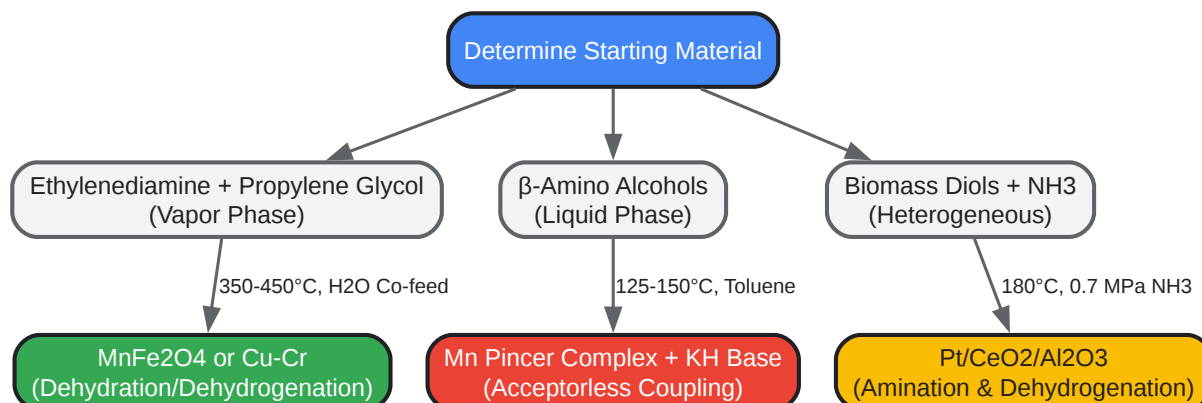 Determine Starting Material
Ethylenediamine + Propylene Glycol
(Vapor Phase)
β-Amino Alcohols
(Liquid Phase)
Biomass Diols + NH3
(Heterogeneous)
350-450°C, H2O Co-feed
125-150°C, Toluene
180°C, 0.7 MPa NH3
MnFe2O4 or Cu-Cr
(Dehydration/Dehydrogenation)
Mn Pincer Complex + KH Base
(Acceptorless Coupling)
Pt/CeO2/Al2O3
(Amination & Dehydrogenation)